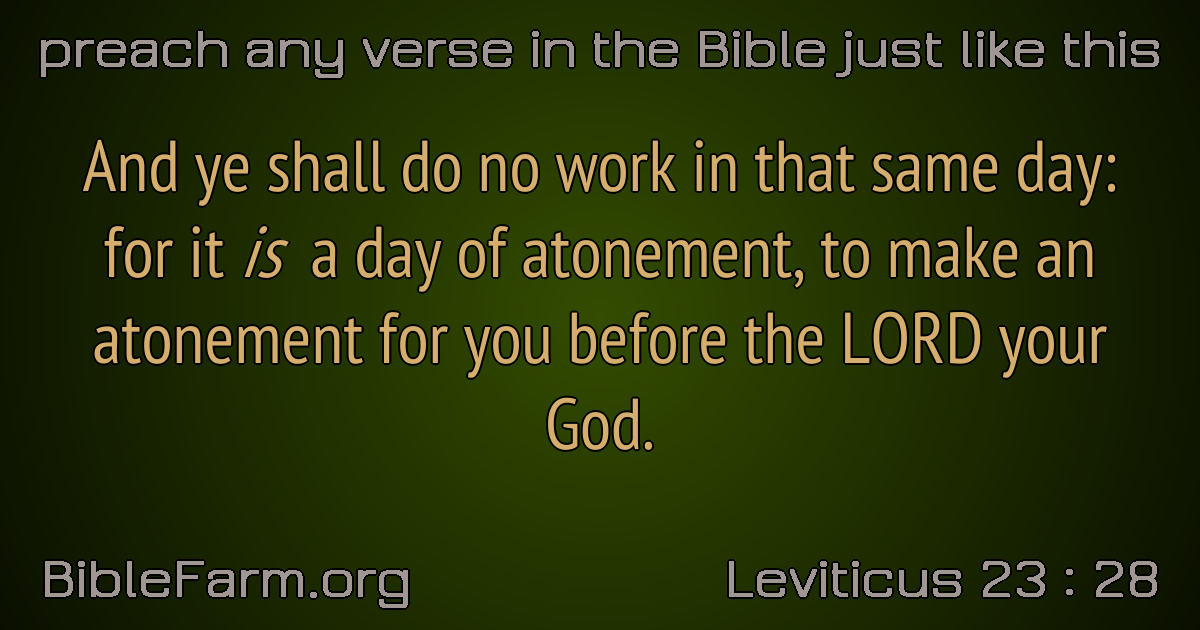 preach any verse in the Bible just like this
And ye shall do no work in that same day:
for it is a day of atonement, to make an
atonement for you before the LORD your
God.
BibleFarm.org
Leviticus 23 : 28